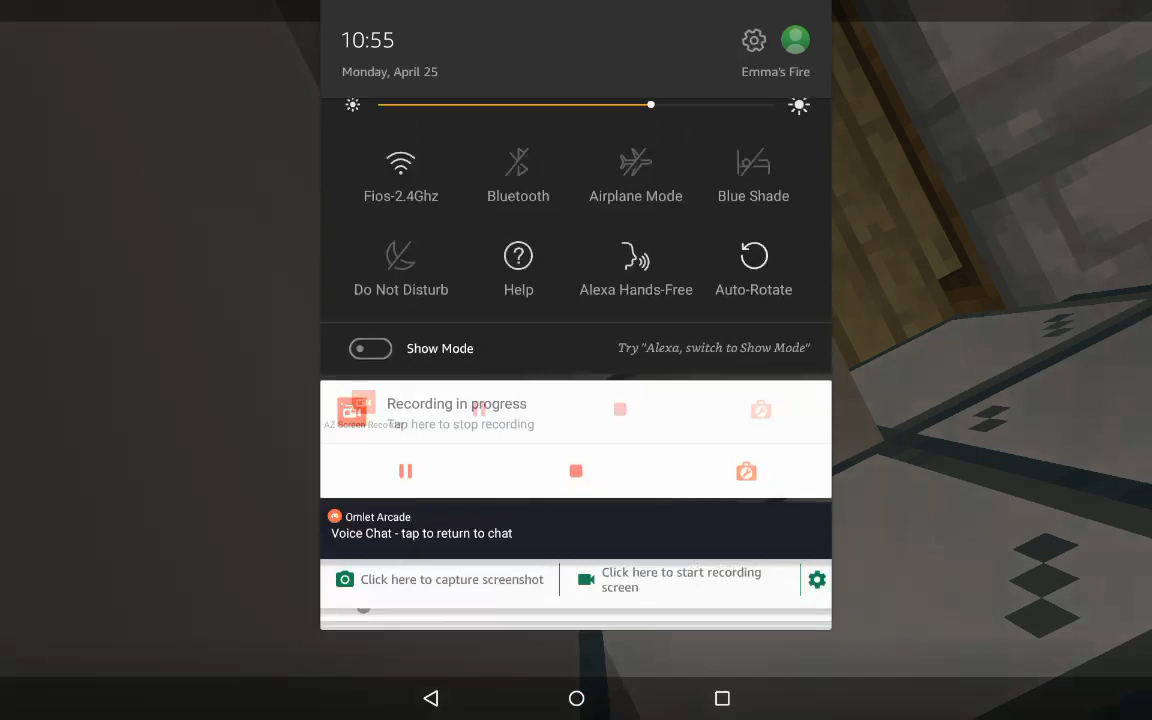 10:55
Monday, April 25
Emma's Fire
Fios-2.4Ghz
Bluetooth
Airplane Mode
Blue Shade
Do Not Disturb
Help
Alexa Hands-Free
Auto-Rotate
Show Mode
Try "Alexa, switch to Show Mode"
Recording in progress
AZ Screen Recorder
Tap here to stop recording
Omlet Arcade
Voice Chat - tap to return to chat
Click here to capture screenshot
Click here to start recording
screen